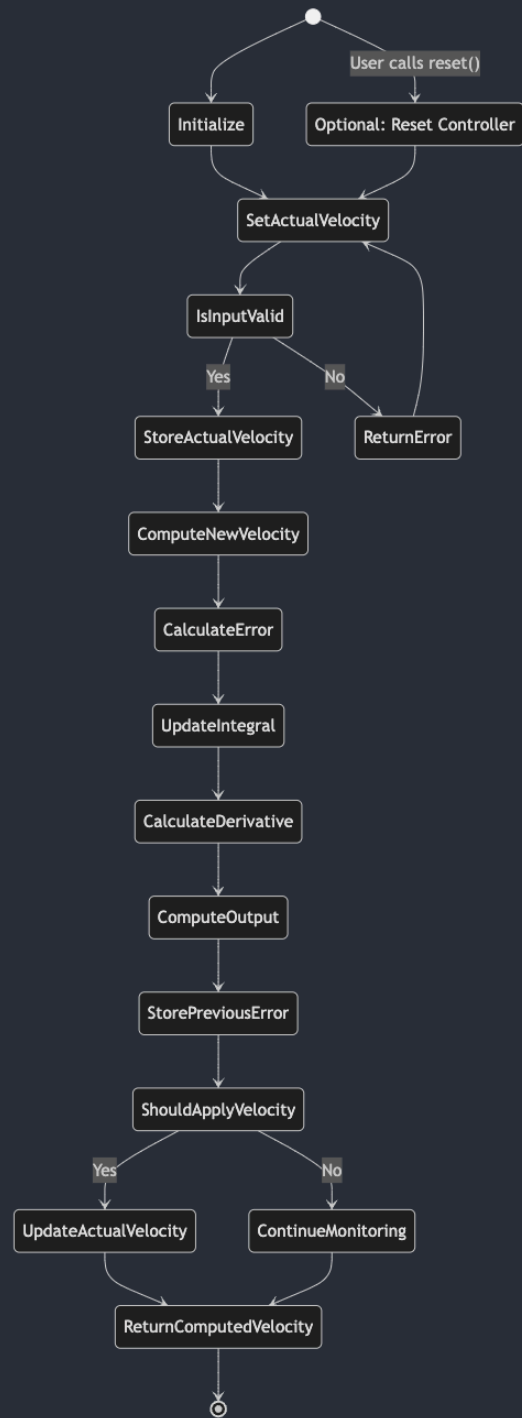 User calls reset()
Initialize
Optional: Reset Controller
SetActualVelocity
IsInputValid
Yes
No
StoreActualVelocity
ReturnError
ComputeNewVelocity
CalculateError
UpdateIntegral
CalculateDerivative
ComputeOutput
StorePreviousError
ShouldApplyVelocity
Yes
No
UpdateActualVelocity
ContinueMonitoring
ReturnComputedVelocity